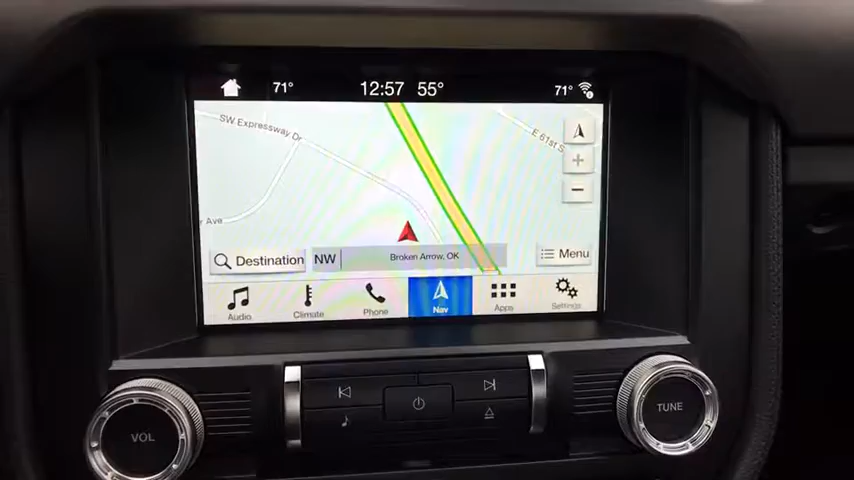 71° 12:57 55° 71°
SW Expressway Dr
E 61st S
Ave
Destination NW Broken Arrow, OK Menu
Audio Climate Phone Nav Apps Settings
VOL TUNE